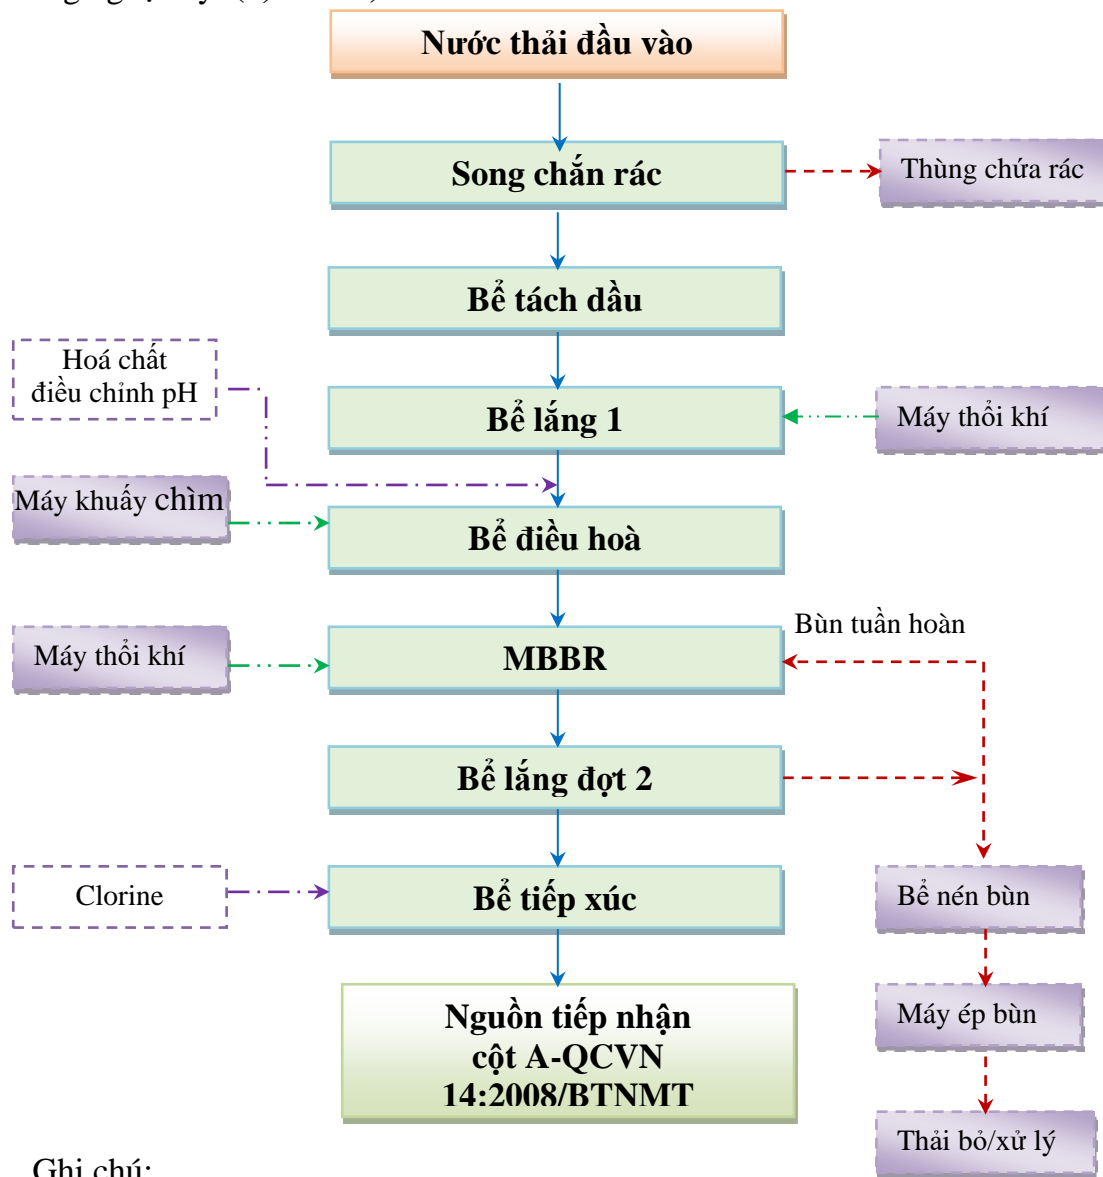 Nước thải đầu vào
Song chắn rác
Thùng chứa rác
Bể tách dầu
Hoá chất
điều chỉnh pH
Bể lắng 1
Máy thổi khí
Máy khuấy chìm
Bể điều hoà
Bùn tuần hoàn
Máy thổi khí
MBBR
Bể lắng đợt 2
Clorine
Bể tiếp xúc
Bể nén bùn
Nguồn tiếp nhận
cột A-QCVN
14:2008/BTNMT
Máy ép bùn
Thải bỏ/xử lý
Ghi chú: